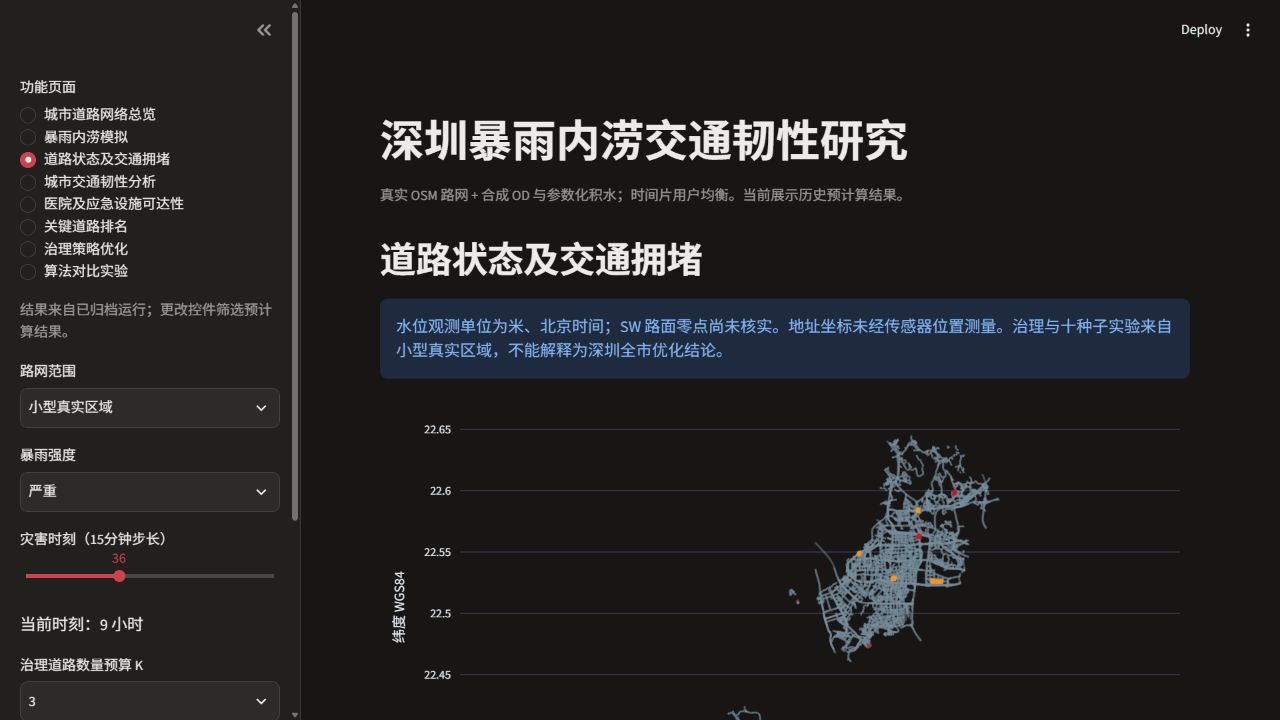 Deploy
功能页面
城市道路网络总览
暴雨内涝模拟
道路状态及交通拥堵
城市交通韧性分析
医院及应急设施可达性
关键道路排名
治理策略优化
算法对比实验
结果来自已归档运行；更改控件筛选预计
算结果。
路网范围
小型真实区域
暴雨强度
严重
灾害时刻（15分钟步长）
36
当前时刻：9 小时
治理道路数量预算 K
3
深圳暴雨内涝交通韧性研究
真实 OSM 路网 + 合成 OD 与参数化积水；时间片用户均衡。当前展示历史预计算结果。
道路状态及交通拥堵
水位观测单位为米、北京时间；SW 路面零点尚未核实。地址坐标未经传感器位置测量。治理与十种子实验来自
小型真实区域，不能解释为深圳全市优化结论。
22.65
22.6
22.55
22.5
22.45
纬度 WGS84